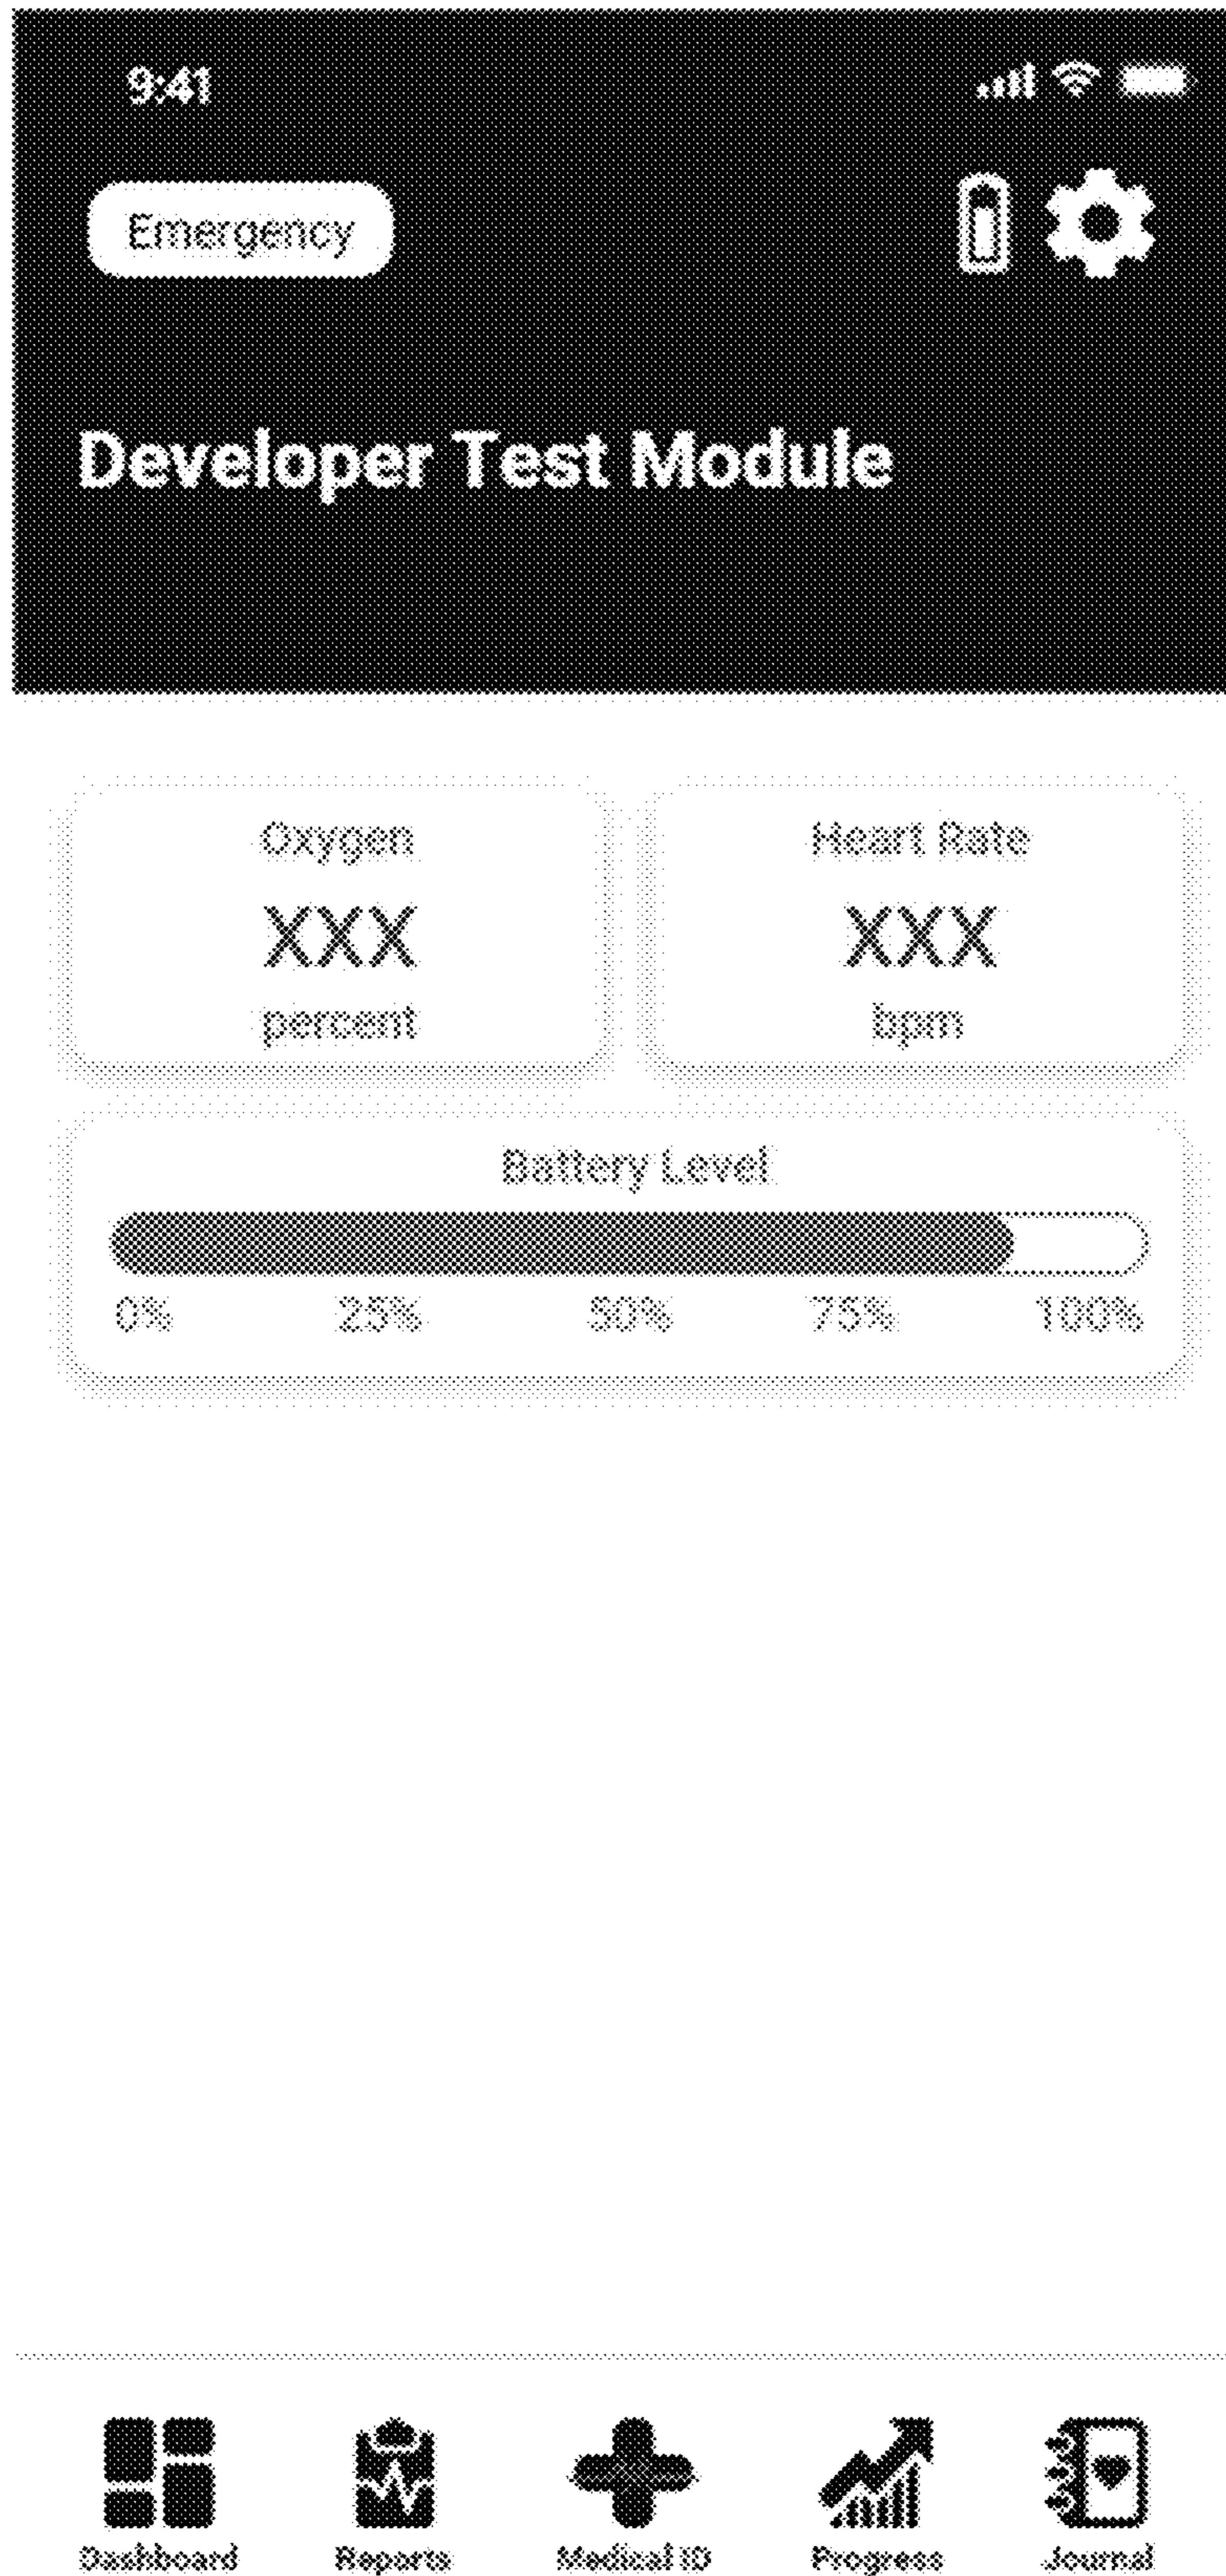 9:41
Emergency
Developer Test Module
Oxygen
XXX
percent
Heart Rate
XXX
bpm
Battery Level
0% 25% 50% 75% 100%
Dashboard Reports Medical ID Progress Journal